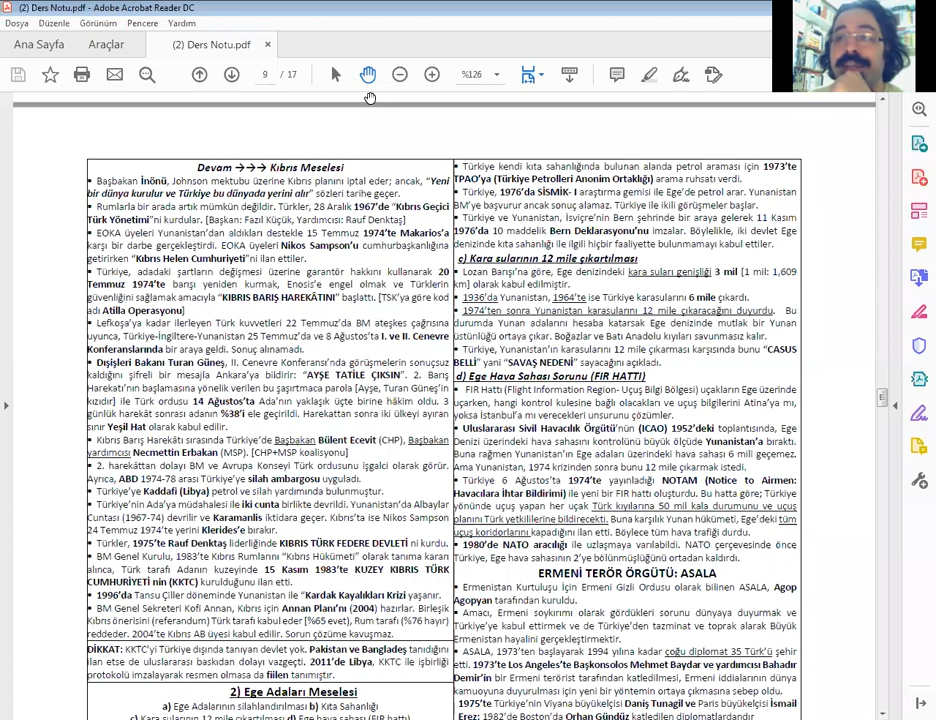 (2) Ders Notu.pdf - Adobe Acrobat Reader DC
Dosya Düzenle Görünüm Pencere Yardım
Ana Sayfa Araçlar (2) Ders Notu.pdf ×
9 / 17 %126
Devam →→→ Kıbrıs Meselesi
▪ Başbakan İnönü, Johnson mektubu üzerine Kıbrıs planını iptal eder; ancak, “Yeni
bir dünya kurulur ve Türkiye bu dünyada yerini alır” sözleri tarihe geçer.
▪ Rumlarla bir arada artık mümkün değildir. Türkler, 28 Aralık 1967’de “Kıbrıs Geçici
Türk Yönetimi”ni kurdular. [Başkan: Fazıl Küçük, Yardımcısı: Rauf Denktaş]
▪ EOKA üyeleri Yunanistan’dan aldıkları destekle 15 Temmuz 1974’te Makarios’a
karşı bir darbe gerçekleştirdi. EOKA üyeleri Nikos Sampson’u cumhurbaşkanlığına
getirirken “Kıbrıs Helen Cumhuriyeti”ni ilan ettiler.
▪ Türkiye, adadaki şartların değişmesi üzerine garantör hakkını kullanarak 20
Temmuz 1974’te barışı yeniden kurmak, Enosis’e engel olmak ve Türklerin
güvenliğini sağlamak amacıyla “KIBRIS BARIŞ HAREKÂTINI” başlattı. [TSK’ya göre kod
adı Atilla Operasyonu]
▪ Lefkoşa’ya kadar ilerleyen Türk kuvvetleri 22 Temmuz’da BM ateşkes çağrısına
uyunca, Türkiye-İngiltere-Yunanistan 25 Temmuz’da ve 8 Ağustos’ta I. ve II. Cenevre
Konferanslarında bir araya geldi. Sonuç alınamadı.
▪ Dışişleri Bakanı Turan Güneş, II. Cenevre Konferansı’nda görüşmelerin sonuçsuz
kaldığını şifreli bir mesajla Ankara’ya bildirir: “AYŞE TATİLE ÇIKSIN”. 2. Barış
Harekatı’nın başlamasına yönelik verilen bu şaşırtmaca parola [Ayşe, Turan Güneş’in
kızıdır] ile Türk ordusu 14 Ağustos’ta Ada’nın yaklaşık üçte birine hâkim oldu. 3
günlük harekât sonrası adanın %38’i ele geçirildi. Harekattan sonra iki ülkeyi ayıran
sınır Yeşil Hat olarak kabul edilir.
▪ Kıbrıs Barış Harekâtı sırasında Türkiye’de Başbakan Bülent Ecevit (CHP), Başbakan
yardımcısı Necmettin Erbakan (MSP). [CHP+MSP koalisyonu]
▪ 2. harekâttan dolayı BM ve Avrupa Konseyi Türk ordusunu işgalci olarak görür.
Ayrıca, ABD 1974-78 arası Türkiye’ye silah ambargosu uyguladı.
▪ Türkiye’ye Kaddafi (Libya) petrol ve silah yardımında bulunmuştur.
▪ Türkiye’nin Ada’ya müdahalesi ile iki cunta birlikte devrildi. Yunanistan’da Albaylar
Cuntası (1967-74) devrilir ve Karamanlis iktidara geçer. Kıbrıs’ta ise Nikos Sampson
24 Temmuz 1974’te yerini Klerides’e bırakır.
▪ Türkler, 1975’te Rauf Denktaş liderliğinde KIBRIS TÜRK FEDERE DEVLETİ ni kurdu.
▪ BM Genel Kurulu, 1983’te Kıbrıs Rumlarını “Kıbrıs Hükümeti” olarak tanıma kararı
alınca, Türk tarafı Adanın kuzeyinde 15 Kasım 1983’te KUZEY KIBRIS TÜRK
CUMHURİYETİ nin (KKTC) kurulduğunu ilan etti.
▪ 1996’da Tansu Çiller döneminde Yunanistan ile “Kardak Kayalıkları Krizi yaşanır.
▪ BM Genel Sekreteri Kofi Annan, Kıbrıs için Annan Planı’nı (2004) hazırlar. Birleşik
Kıbrıs önerisini (referandum) Türk tarafı kabul eder [%65 evet), Rum tarafı (%76 hayır)
reddeder. 2004’te Kıbrıs AB üyesi kabul edilir. Sorun çözüme kavuşmaz.
DİKKAT: KKTC’yi Türkiye dışında tanıyan devlet yok. Pakistan ve Bangladeş tanıdığını
ilan etse de uluslararası baskıdan dolayı vazgeçti. 2011’de Libya, KKTC ile işbirliği
protokolü imzalayarak resmen olmasa da fiilen tanımıştır.
2) Ege Adaları Meselesi
a) Ege Adalarının silahlandırılması b) Kıta Sahanlığı
c) Kara sularının 12 mile çıkartılması d) Ege hava sahası (FIR HATTI)
▪ Türkiye kendi kıta sahanlığında bulunan alanda petrol araması için 1973’te
TPAO’ya (Türkiye Petrolleri Anonim Ortaklığı) arama ruhsatı verdi.
▪ Türkiye, 1976’da SİSMİK- I araştırma gemisi ile Ege’de petrol arar. Yunanistan
BM’ye başvurur ancak sonuç alamaz. Türkiye ile ikili görüşmeler başlar.
▪ Türkiye ve Yunanistan, İsviçre’nin Bern şehrinde bir araya gelerek 11 Kasım
1976’da 10 maddelik Bern Deklarasyonu’nu imzalar. Böylelikle, iki devlet Ege
denizinde kıta sahanlığı ile ilgili hiçbir faaliyette bulunmamayı kabul ettiler.
c) Kara sularının 12 mile çıkartılması
▪ Lozan Barışı’na göre, Ege denizindeki kara suları genişliği 3 mil [1 mil: 1,609
km] olarak kabul edilmiştir.
▪ 1936’da Yunanistan, 1964’te ise Türkiye karasularını 6 mile çıkardı.
▪ 1974’ten sonra Yunanistan karasularını 12 mile çıkaracağını duyurdu. Bu
durumda Yunan adalarını hesaba katarsak Ege denizinde mutlak bir Yunan
üstünlüğü ortaya çıkar. Boğazlar ve Batı Anadolu kıyıları savunmasız kalır.
▪ Türkiye, Yunanistan’ın karasularını 12 mile çıkarması karşısında bunu “CASUS
BELLİ” yani “SAVAŞ NEDENİ” sayacağını açıkladı.
d) Ege Hava Sahası Sorunu (FIR HATTI)
▪ FIR Hattı (Flight Information Region- Uçuş Bilgi Bölgesi) uçakların Ege üzerinde
uçarken, hangi kontrol kulesine bağlı olacakları ve uçuş bilgilerini Atina’ya mı,
yoksa İstanbul’a mı verecekleri unsurunu çözümler.
▪ Uluslararası Sivil Havacılık Örgütü’nün (ICAO) 1952’deki toplantısında, Ege
Denizi üzerindeki hava sahasını kontrolünü büyük ölçüde Yunanistan’a bıraktı.
Buna rağmen Yunanistan’ın Ege adaları üzerindeki hava sahası 6 mili geçemez.
Ama Yunanistan, 1974 krizinden sonra bunu 12 mile çıkarmak istedi.
▪ Türkiye 6 Ağustos 1974’te yayınladığı NOTAM (Notice to Airmen:
Havacılara İhtar Bildirimi) ile yeni bir FIR hattı oluşturdu. Bu hatta göre; Türkiye
yönünde uçuş yapan her uçak Türk kıyılarına 50 mil kala durumunu ve uçuş
planını Türk yetkililerine bildirecekti. Buna karşılık Yunan hükümeti, Ege’deki tüm
uçuş koridorlarını kapadığını ilan etti. Böylece tüm hava trafiği durdu.
▪ 1980’de NATO aracılığı ile uzlaşmaya varılabildi. NATO çerçevesinde önce
Türkiye, Ege hava sahasının 2’ye bölünmüşlüğünü ortadan kaldırdı.
ERMENİ TERÖR ÖRGÜTÜ: ASALA
▪ Ermenistan Kurtuluşu İçin Ermeni Gizli Ordusu olarak bilinen ASALA, Agop
Agopyan tarafından kuruldu.
▪ Amacı, Ermeni soykırımı olarak gördükleri sorunu dünyaya duyurmak ve
Türkiye’ye kabul ettirmek ve de Türkiye’den tazminat ve toprak alarak Büyük
Ermenistan hayalini gerçekleştirmektir.
▪ ASALA, 1973’ten başlayarak 1994 yılına kadar çoğu diplomat 35 Türk’ü şehir
etti. 1973’te Los Angeles’te Başkonsolos Mehmet Baydar ve yardımcısı Bahadır
Demir’in bir Ermeni terörist tarafından katledilmesi, Ermeni iddialarının dünya
kamuoyuna duyurulması için yeni bir yöntemin ortaya çıkmasına sebep oldu.
1975’te Türkiye’nin Viyana büyükelçisi Daniş Tunagil ve Paris büyükelçisi İsmail
Erez; 1982’de Boston’da Orhan Gündüz katledilen diplomatlardandır